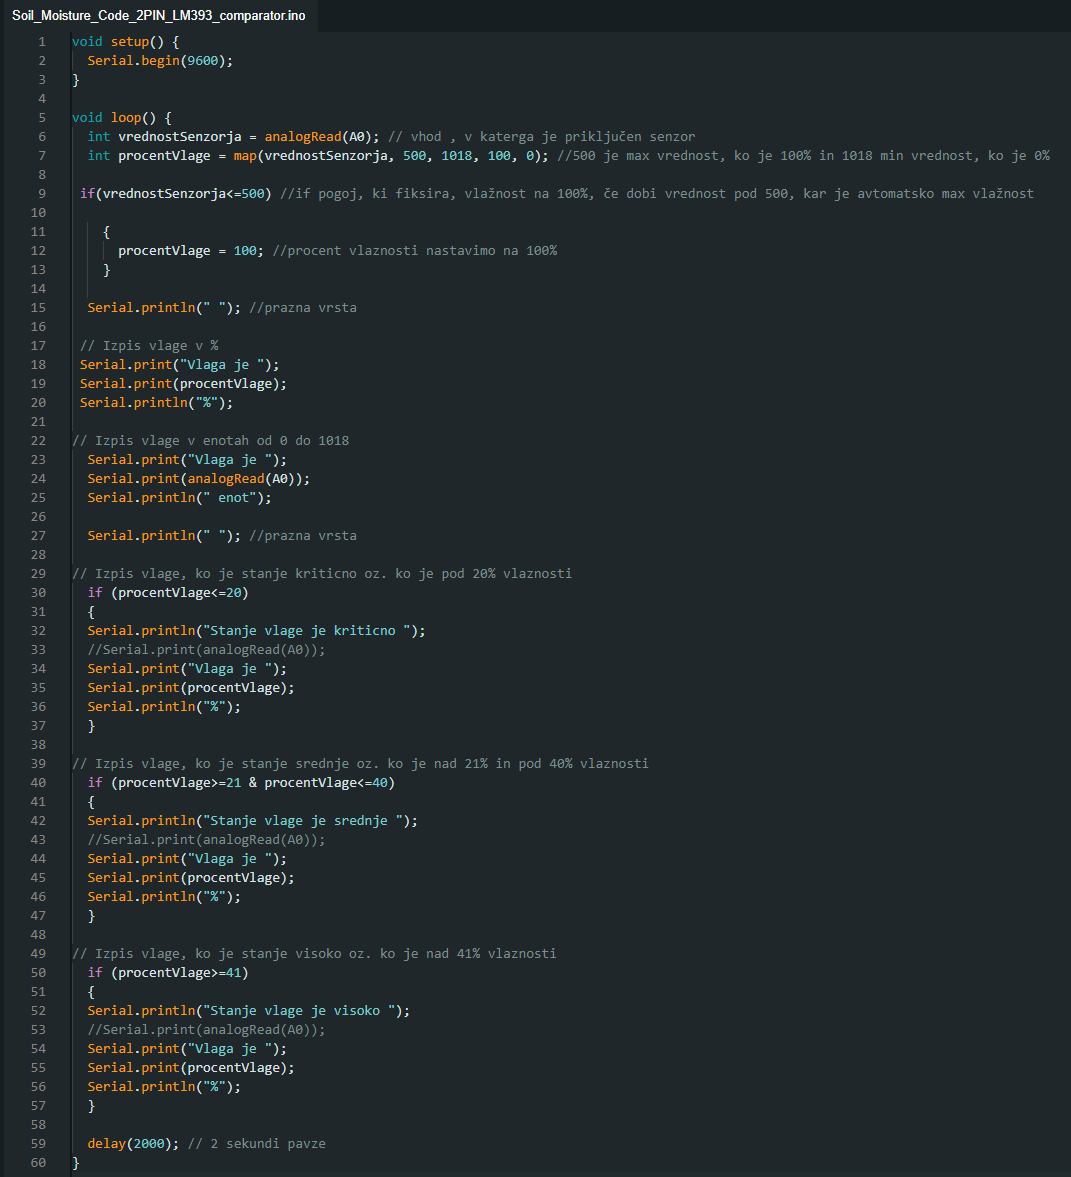 Soil_Moisture_Code_2PIN_LM393_comparator.ino
1 void setup() {
2 Serial.begin(9600);
3 }
4
5 void loop() {
6 int vrednostSenzorja = analogRead(A0); // vhod , v katerga je priključen senzor
7 int procentVlage = map(vrednostSenzorja, 500, 1018, 100, 0); //500 je max vrednost, ko je 100% in 1018 min vrednost, ko je 0%
8
9 if(vrednostSenzorja<=500) //if pogoj, ki fiksira, vlažnost na 100%, če dobi vrednost pod 500, kar je avtomatsko max vlažnost
10
11 {
12 procentVlage = 100; //procent vlaznosti nastavimo na 100%
13 }
14
15 Serial.println(" "); //prazna vrsta
16
17 // Izpis vlage v %
18 Serial.print("Vlaga je ");
19 Serial.print(procentVlage);
20 Serial.println("%");
21
22 // Izpis vlage v enotah od 0 do 1018
23 Serial.print("Vlaga je ");
24 Serial.print(analogRead(A0));
25 Serial.println(" enot");
26
27 Serial.println(" "); //prazna vrsta
28
29 // Izpis vlage, ko je stanje kriticno oz. ko je pod 20% vlaznosti
30 if (procentVlage<=20)
31 {
32 Serial.println("Stanje vlage je kriticno ");
33 //Serial.print(analogRead(A0));
34 Serial.print("Vlaga je ");
35 Serial.print(procentVlage);
36 Serial.println("%");
37 }
38
39 // Izpis vlage, ko je stanje srednje oz. ko je nad 21% in pod 40% vlaznosti
40 if (procentVlage>=21 & procentVlage<=40)
41 {
42 Serial.println("Stanje vlage je srednje ");
43 //Serial.print(analogRead(A0));
44 Serial.print("Vlaga je ");
45 Serial.print(procentVlage);
46 Serial.println("%");
47 }
48
49 // Izpis vlage, ko je stanje visoko oz. ko je nad 41% vlaznosti
50 if (procentVlage>=41)
51 {
52 Serial.println("Stanje vlage je visoko ");
53 //Serial.print(analogRead(A0));
54 Serial.print("Vlaga je ");
55 Serial.print(procentVlage);
56 Serial.println("%");
57 }
58
59 delay(2000); // 2 sekundi pavze
60 }